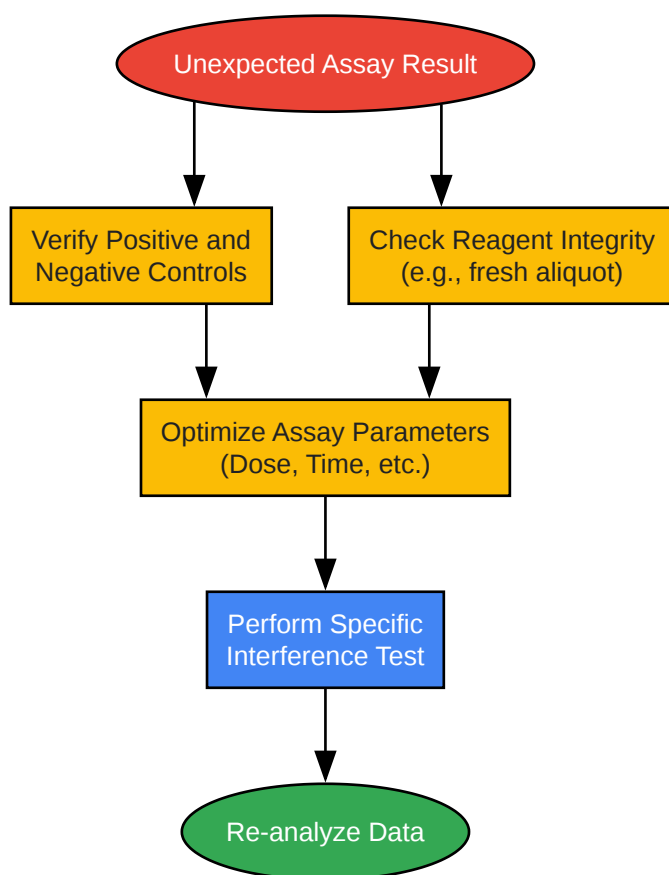 Unexpected Assay Result
Verify Positive and
Negative Controls
Check Reagent Integrity
(e.g., fresh aliquot)
Optimize Assay Parameters
(Dose, Time, etc.)
Perform Specific
Interference Test
Re-analyze Data